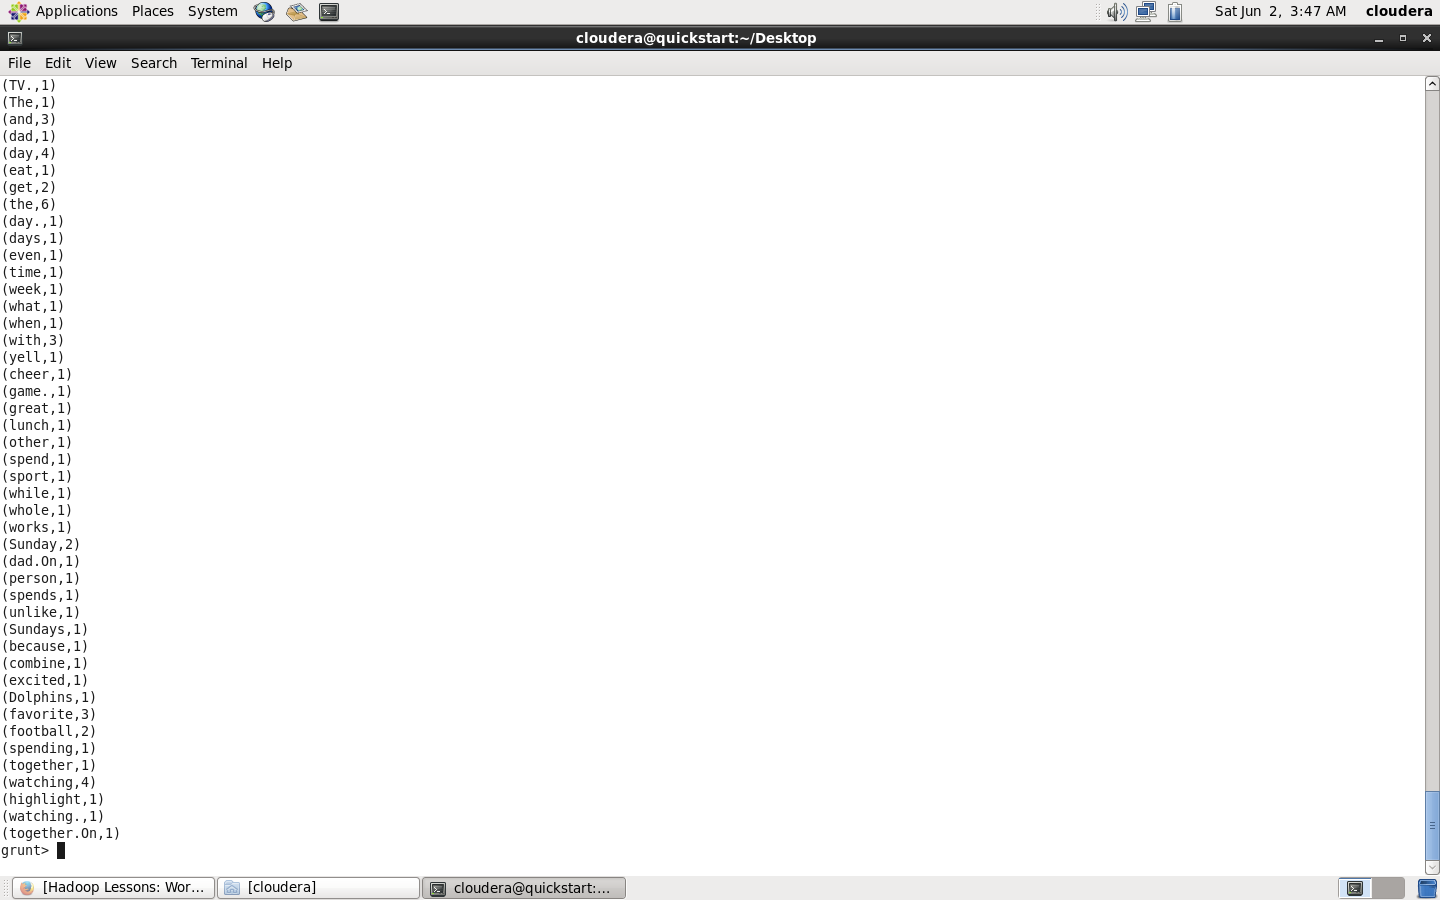 Applications Places System Sat Jun 2, 3:47 AM cloudera
cloudera@quickstart:~/Desktop
File Edit View Search Terminal Help
(TV.,1)
(The,1)
(and,3)
(dad,1)
(day,4)
(eat,1)
(get,2)
(the,6)
(day.,1)
(days,1)
(even,1)
(time,1)
(week,1)
(what,1)
(when,1)
(with,3)
(yell,1)
(cheer,1)
(game.,1)
(great,1)
(lunch,1)
(other,1)
(spend,1)
(sport,1)
(while,1)
(whole,1)
(works,1)
(Sunday,2)
(dad.On,1)
(person,1)
(spends,1)
(unlike,1)
(Sundays,1)
(because,1)
(combine,1)
(excited,1)
(Dolphins,1)
(favorite,3)
(football,2)
(spending,1)
(together,1)
(watching,4)
(highlight,1)
(watching.,1)
(together.On,1)
grunt>
[Hadoop Lessons: Wor... [cloudera] cloudera@quickstart:...